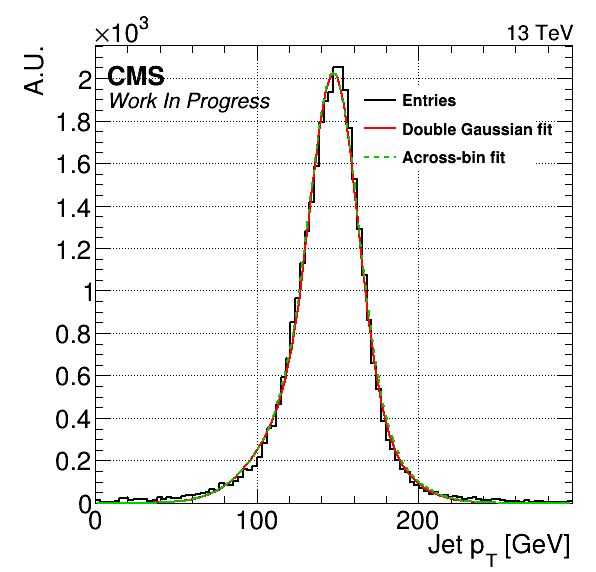 ×10³
13 TeV
A.U.
CMS
Work In Progress
Entries
Double Gaussian fit
Across-bin fit
2
1.8
1.6
1.4
1.2
1
0.8
0.6
0.4
0.2
0
0 100 200
Jet p_T [GeV]